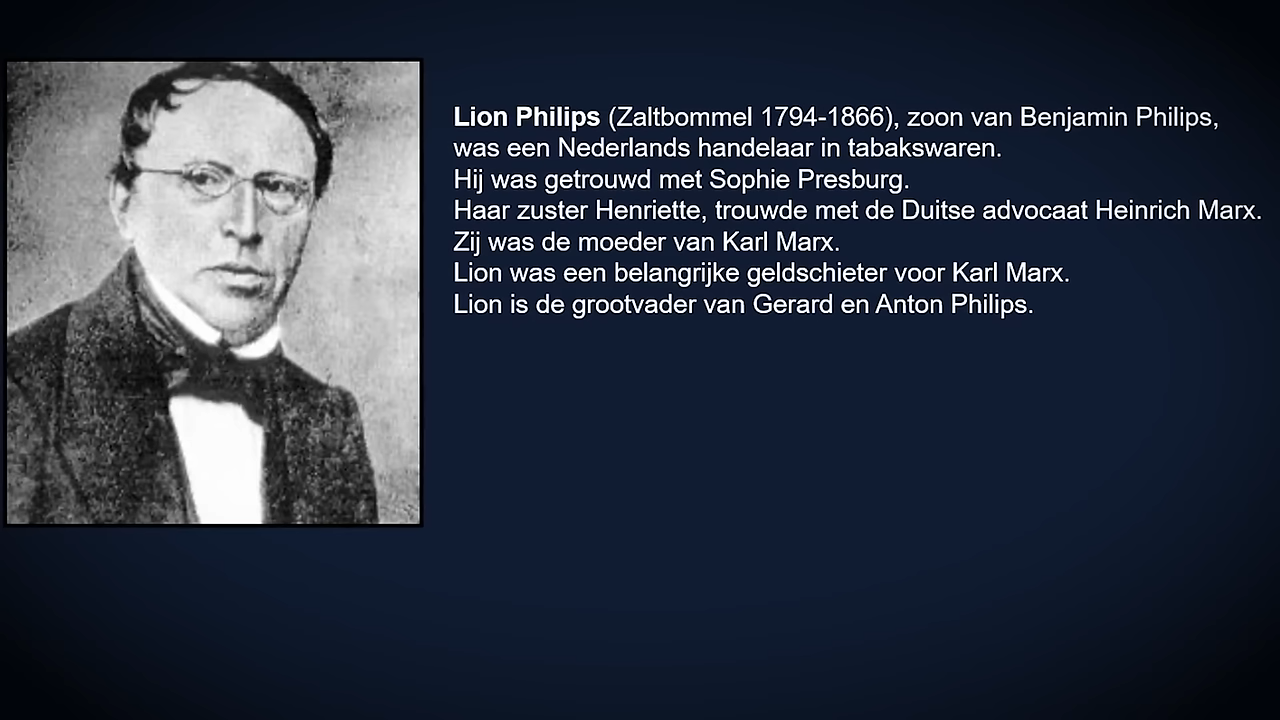 Lion Philips (Zaltbommel 1794-1866), zoon van Benjamin Philips,
was een Nederlands handelaar in tabakswaren.
Hij was getrouwd met Sophie Presburg.
Haar zuster Henriette, trouwde met de Duitse advocaat Heinrich Marx.
Zij was de moeder van Karl Marx.
Lion was een belangrijke geldschieter voor Karl Marx.
Lion is de grootvader van Gerard en Anton Philips.